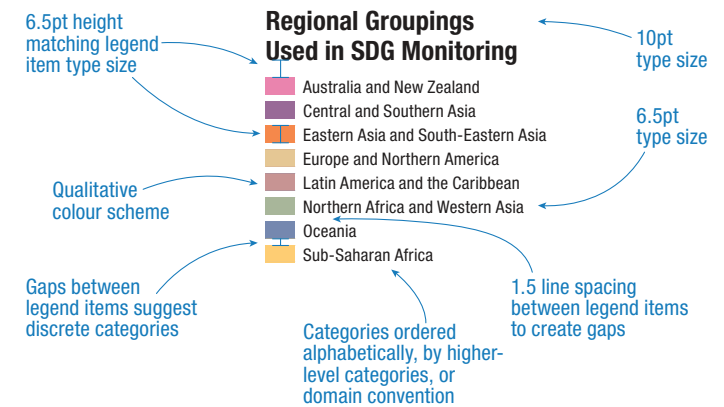 6.5pt height
matching legend
item type size
Regional Groupings
Used in SDG Monitoring
10pt
type size
Australia and New Zealand
Central and Southern Asia
Eastern Asia and South-Eastern Asia
Europe and Northern America
Latin America and the Caribbean
Northern Africa and Western Asia
Oceania
Sub-Saharan Africa
6.5pt
type size
Qualitative
colour scheme
Gaps between
legend items suggest
discrete categories
Categories ordered
alphabetically, by higher-
level categories, or
domain convention
1.5 line spacing
between legend items
to create gaps